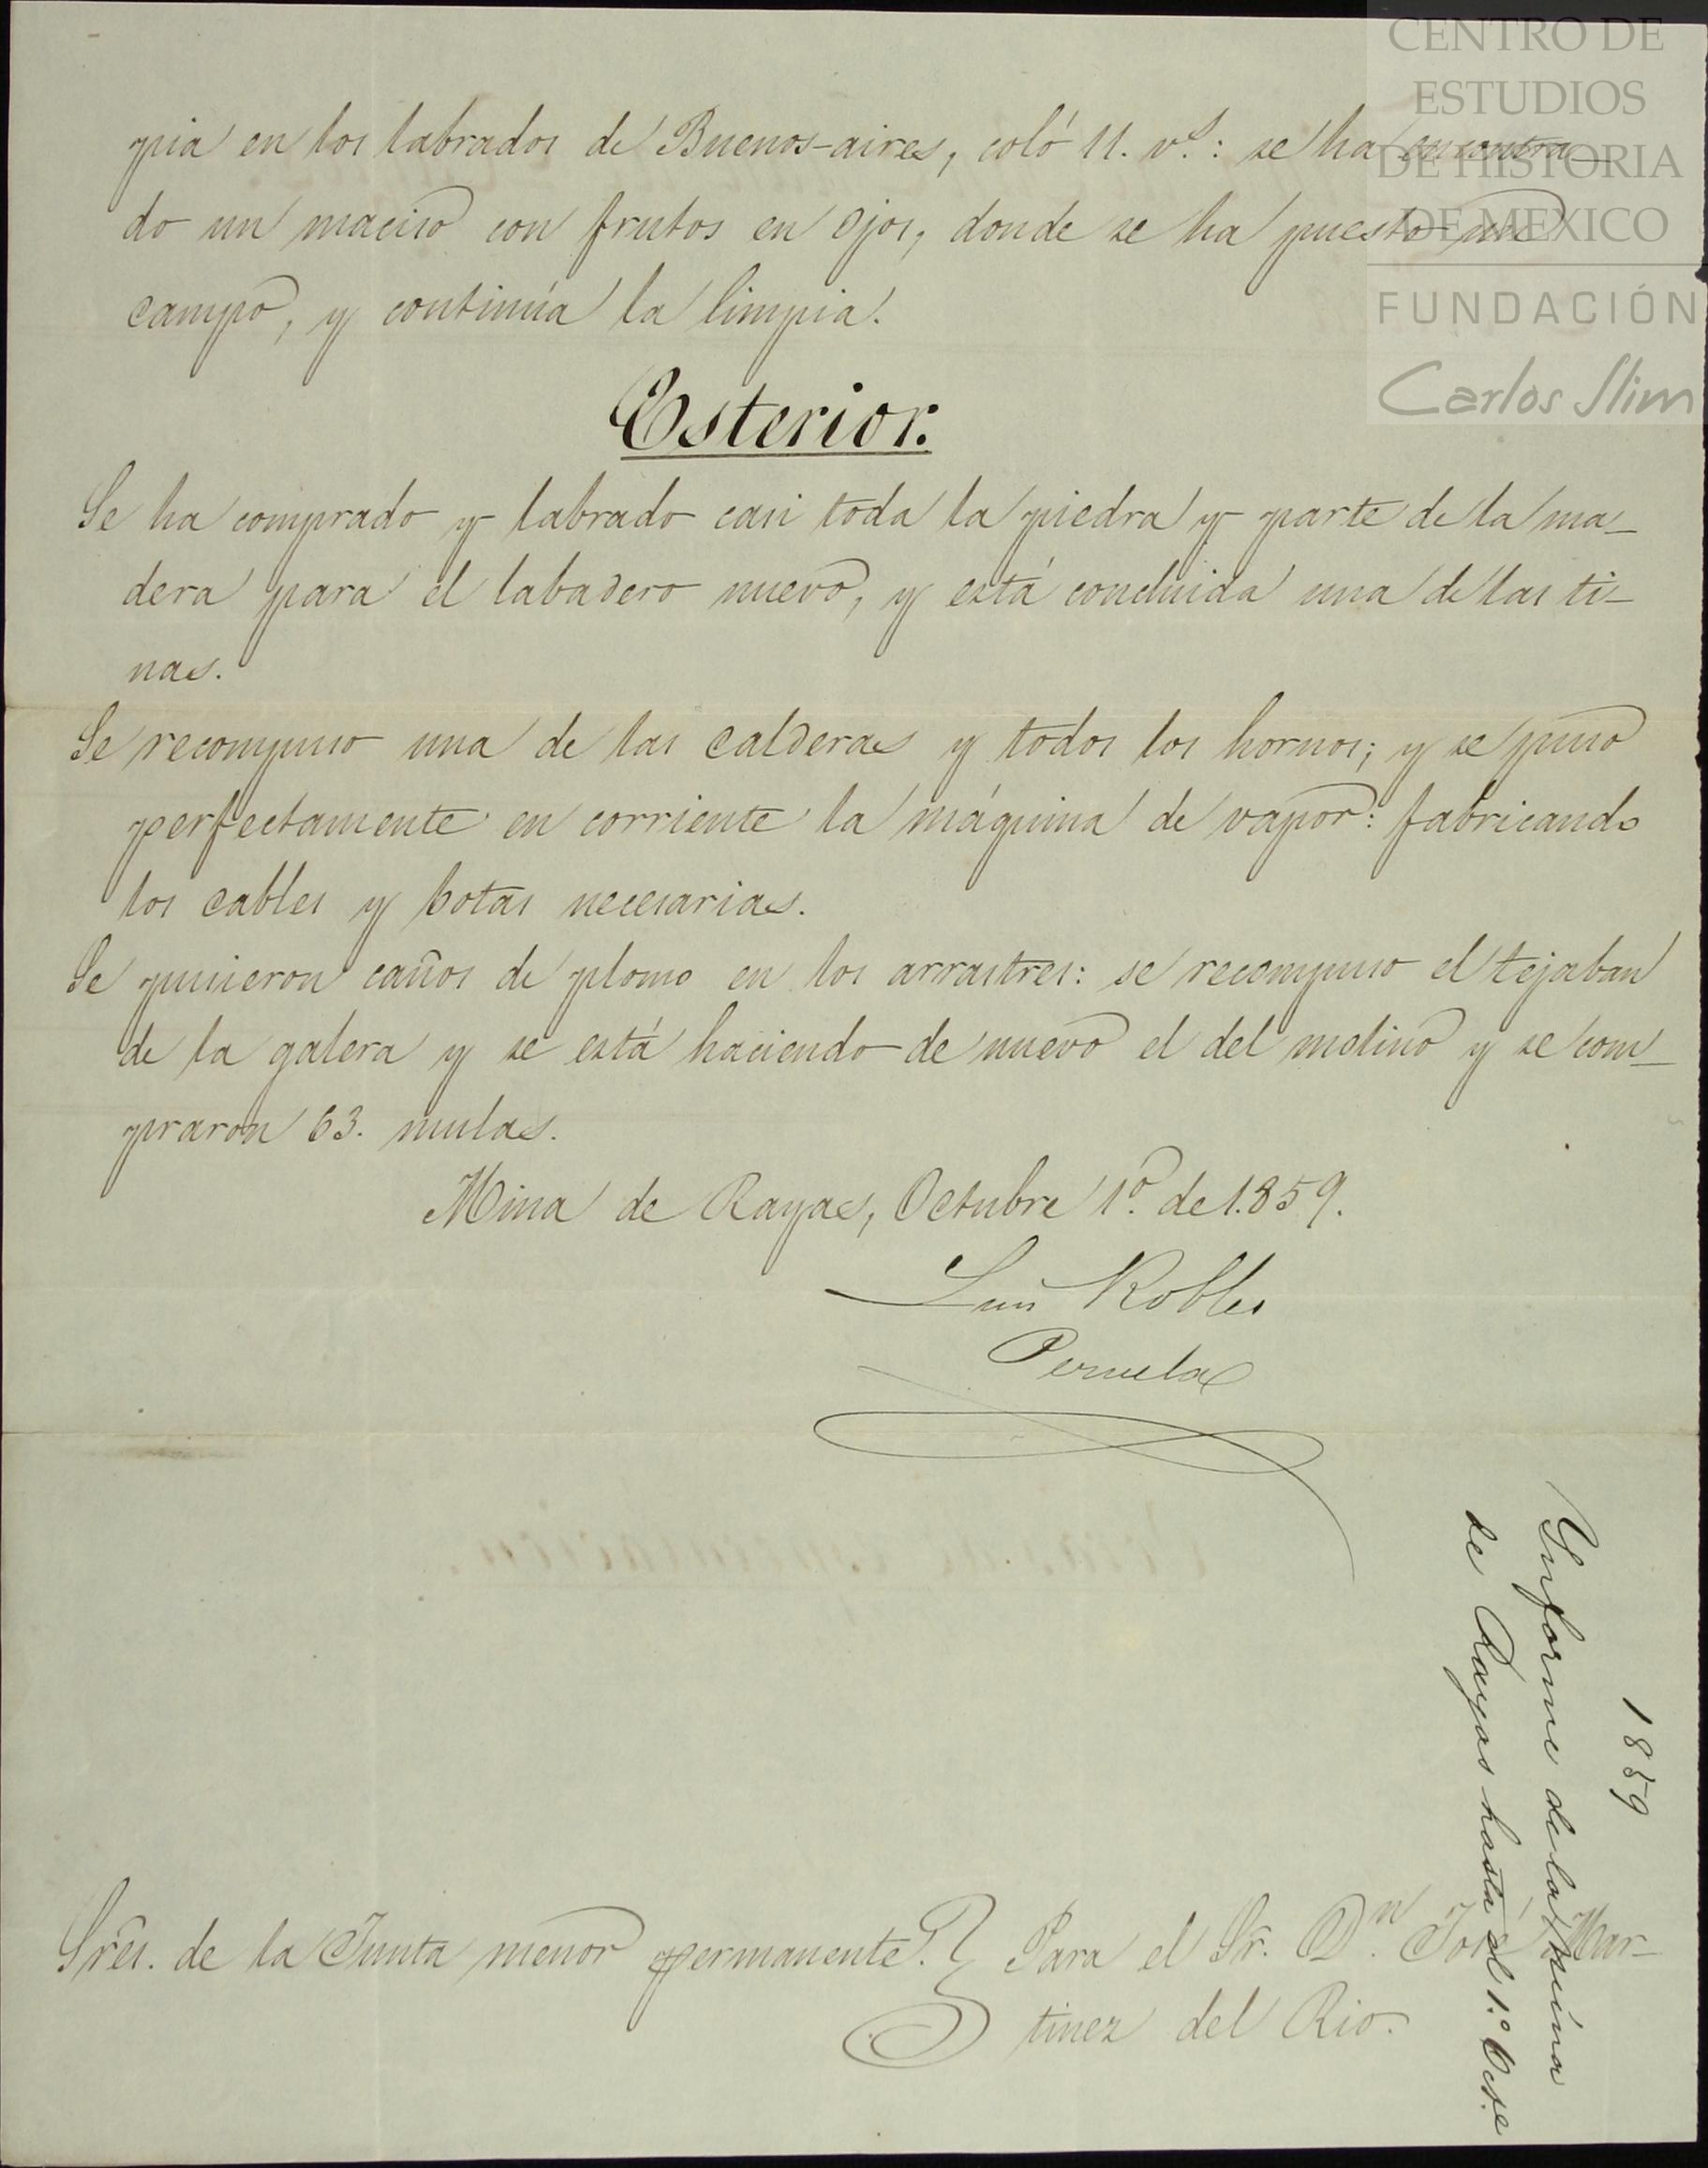 pia en los labrados de Buenos-aires, coló 11. v.s: se ha encontra-
do un maciso con frutos en ojos, donde se ha puesto un
campo, y continúa la limpia.
Esterior.
Se ha comprado y labrado casi toda la piedra y parte de la ma-
dera para el labadero nuevo, y está concluida una de las ti-
nas.
Se recompuso una de las calderas y todos los hornos; y se puso
perfectamente en corriente la máquina de vapor: fabricando
los cables y botas necesarias.
Se pusieron caños de plomo en los arrastres: se recompuso el tejaban
de la galera y se está haciendo de nuevo el del molino y se com-
praron 63. mulas.
Mina de Rayas, Octubre 1º. de 1.859.
Luis Robles
Pezuela
Sres. de la Junta menor permanente. Para el Sr. Dn. José Mar-
tinez del Rio.
1859
Ynforme de la mina
de Rayas hasta el 1.º Oct.e
CENTRO DE
ESTUDIOS
DE HISTORIA
DE MEXICO
FUNDACIÓN
Carlos Slim